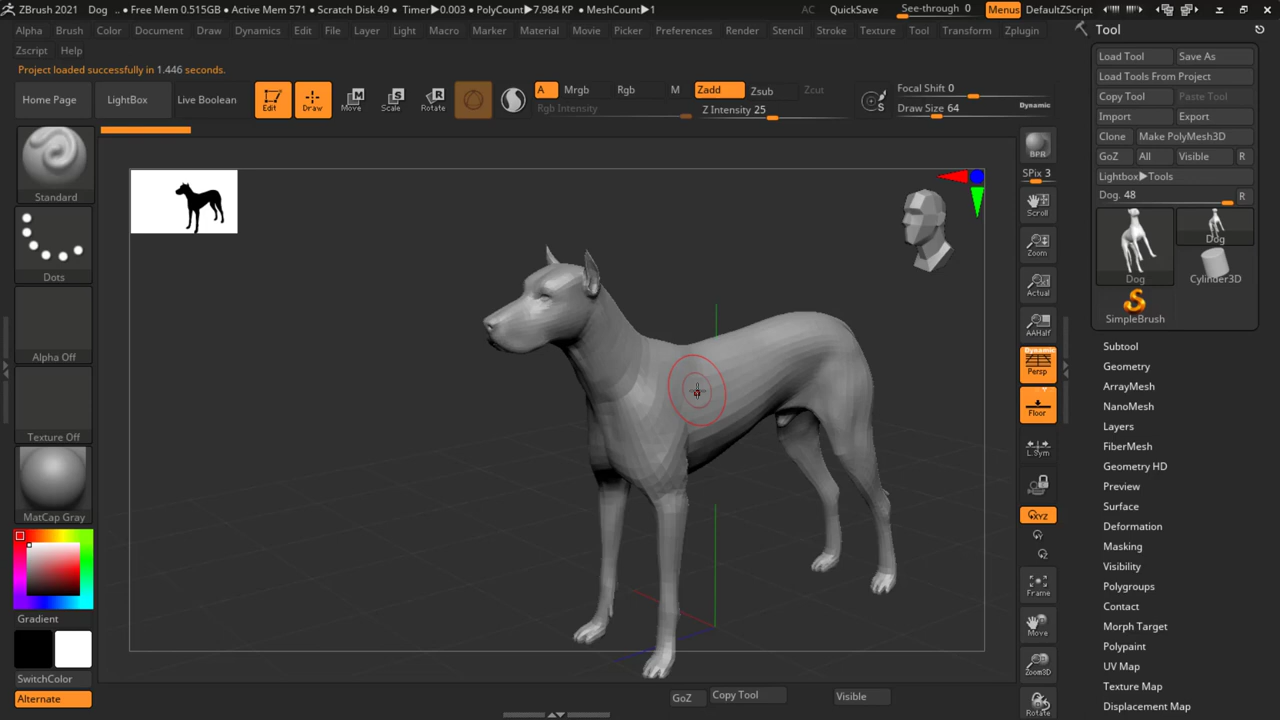 ZBrush 2021 Dog .. ● Free Mem 0.515GB ● Active Mem 571 ● Scratch Disk 49 ● Timer▶0.003 ● PolyCount▶7.984 KP ● MeshCount▶1 AC QuickSave See-through 0 Menus DefaultZScript
Alpha Brush Color Document Draw Dynamics Edit File Layer Light Macro Marker Material Movie Picker Preferences Render Stencil Stroke Texture Tool Transform Zplugin
Zscript Help
Project loaded successfully in 1.446 seconds.
Home Page LightBox Live Boolean Edit Draw Move Scale Rotate A Mrgb Rgb M Zadd Zsub Zcut Focal Shift 0
Rgb Intensity Z Intensity 25 S Draw Size 64 Dynamic
Standard
Dots
Alpha Off
Texture Off
MatCap Gray
Gradient
SwitchColor
Alternate
BPR
SPix 3
Scroll
Zoom
Actual
AAHalf
Dynamic
Persp
Floor
L.Sym
XYZ
Y
Z
Frame
Move
Zoom3D
Rotate
GoZ Copy Tool Visible
Tool
Load Tool Save As
Load Tools From Project
Copy Tool Paste Tool
Import Export
Clone Make PolyMesh3D
GoZ All Visible R
Lightbox▶Tools
Dog. 48 R
Dog Dog
Cylinder3D
SimpleBrush
Subtool
Geometry
ArrayMesh
NanoMesh
Layers
FiberMesh
Geometry HD
Preview
Surface
Deformation
Masking
Visibility
Polygroups
Contact
Morph Target
Polypaint
UV Map
Texture Map
Displacement Map